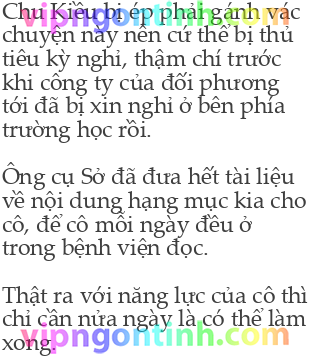 Chu Kiều bị ép phải gánh vác
chuyện này nên cứ thế bị thủ
tiêu kỳ nghỉ, thậm chí trước
khi công ty của đối phương
tới đã bị xin nghỉ ở bên phía
trường học rồi.
Ông cụ Sở đã đưa hết tài liệu
về nội dung hạng mục kia cho
cô, để cô mỗi ngày đều ở
trong bệnh viện đọc.
Thật ra với năng lực của cô thì
chỉ cần nửa ngày là có thể làm
xong.
vipngontinh.com
vipngontinh.com
vipngontinh.com